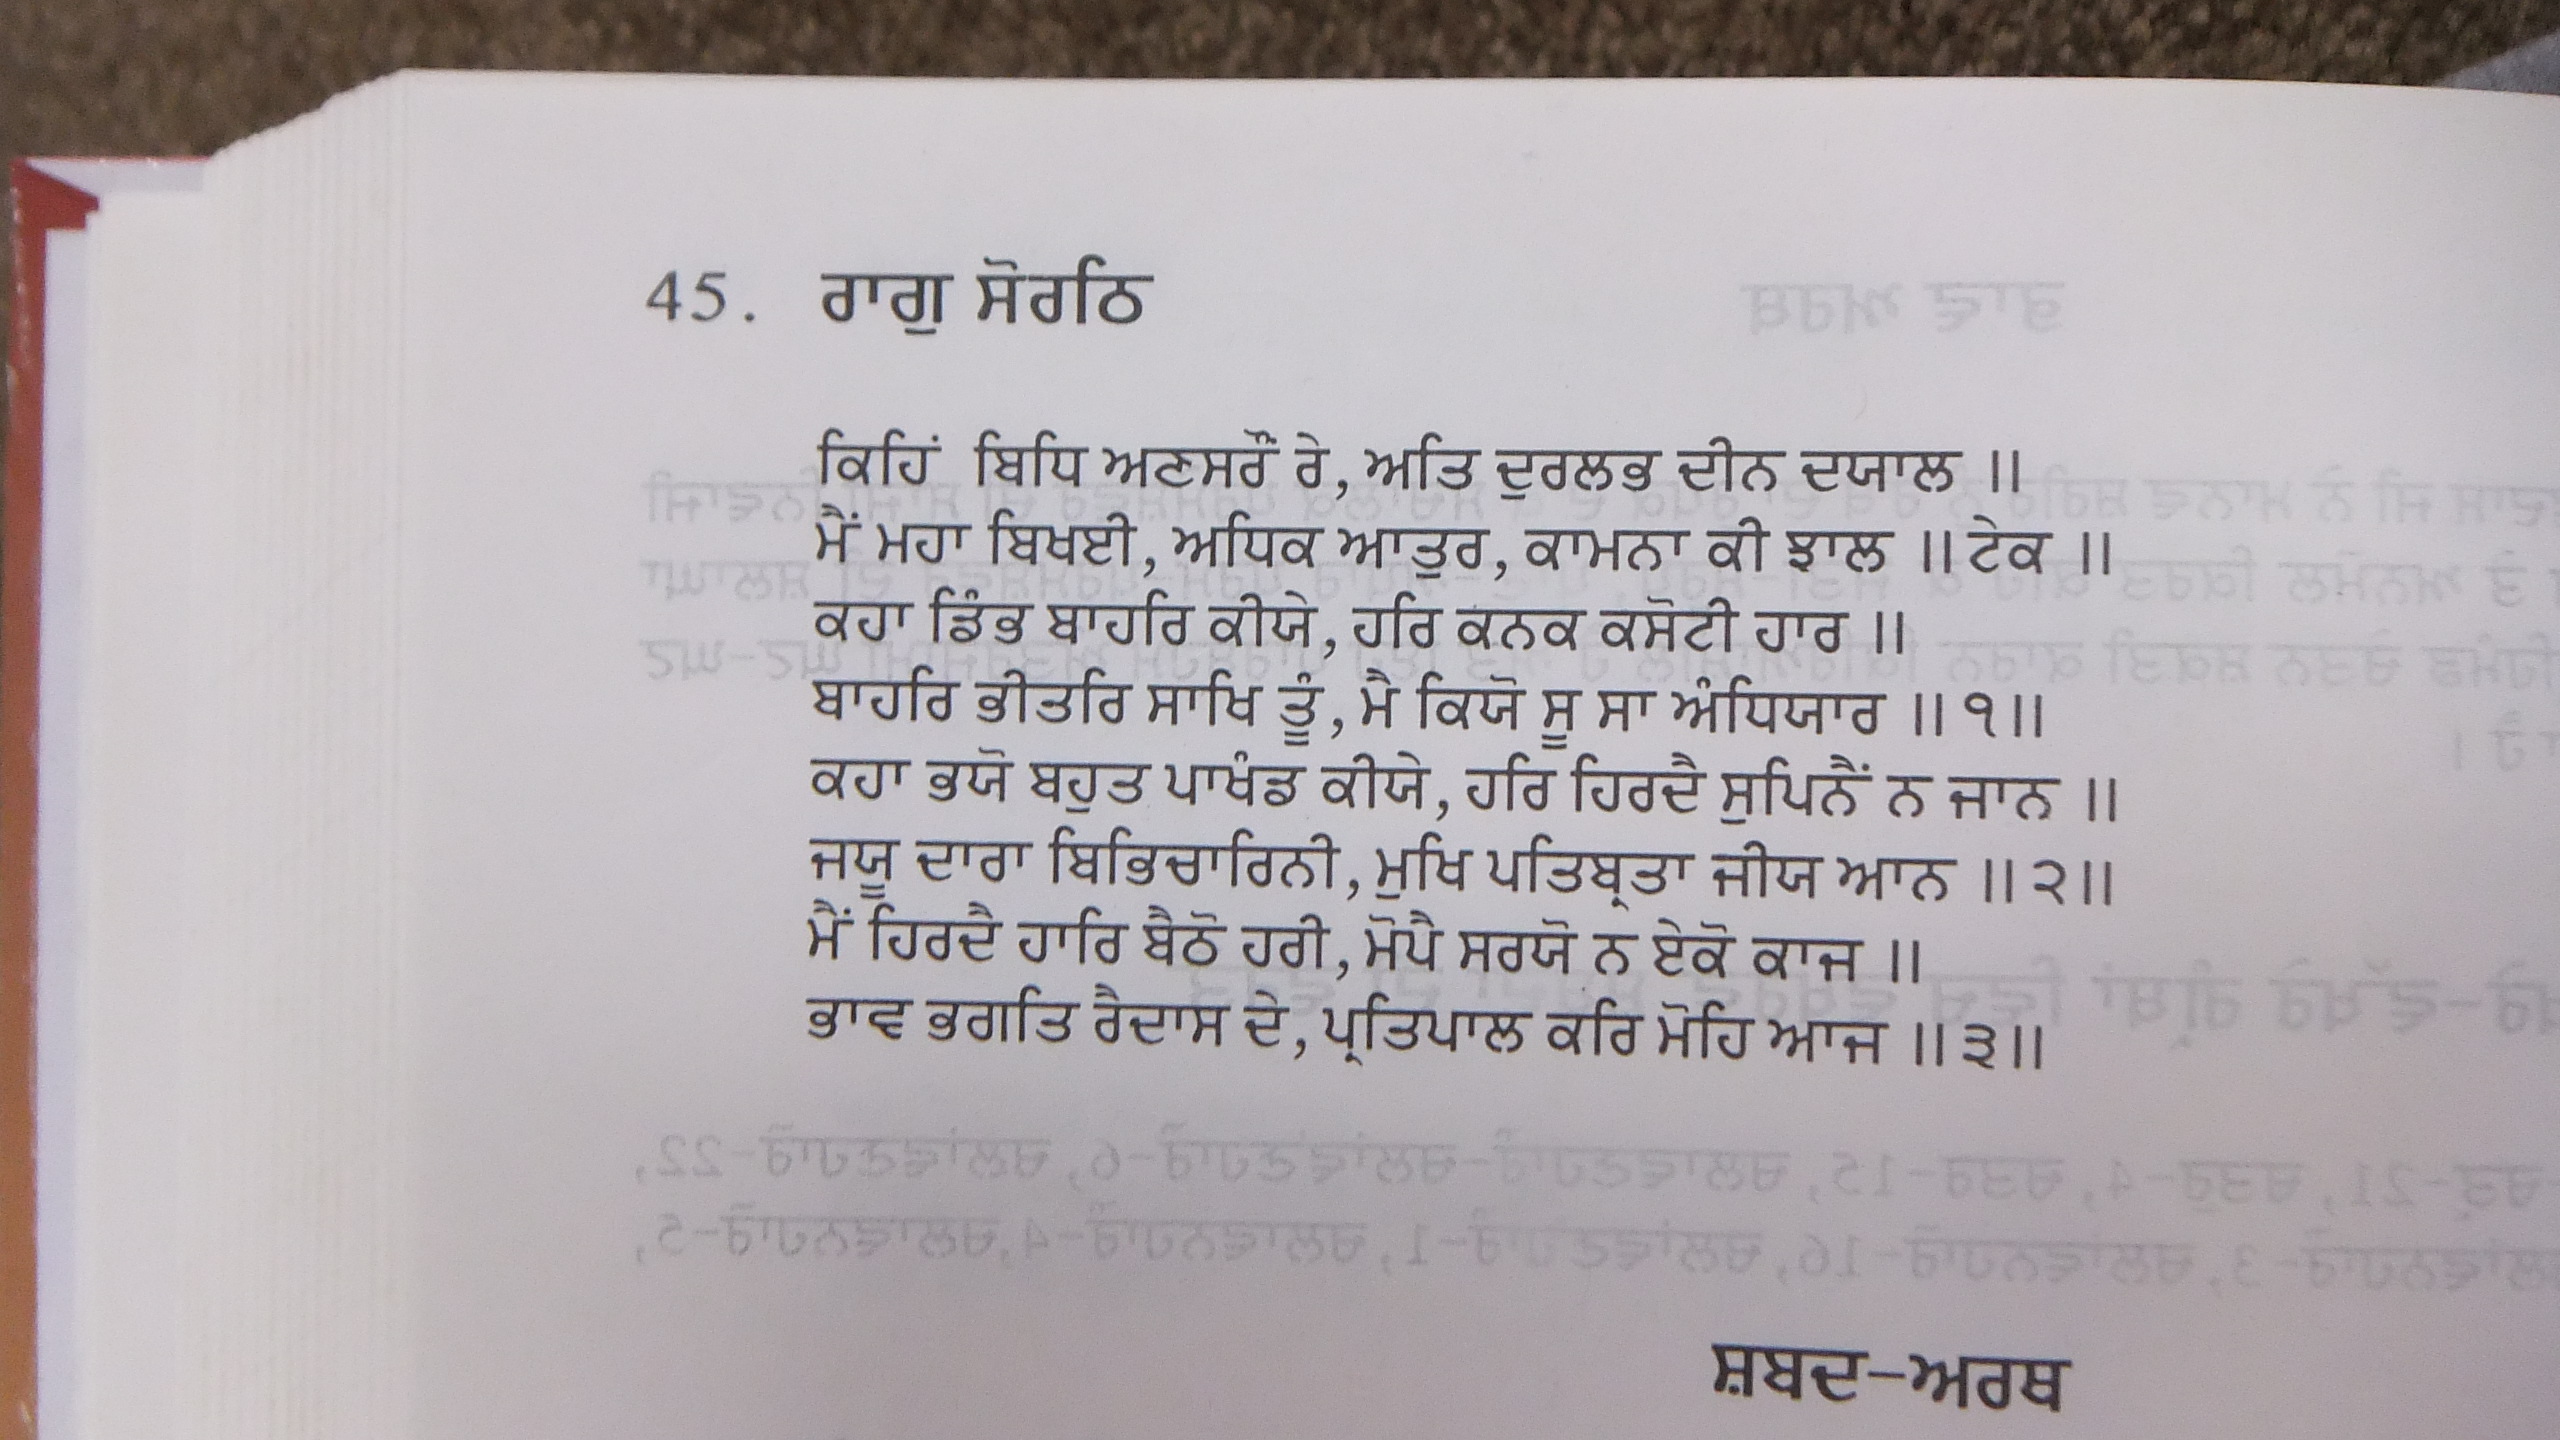 45. ਰਾਗੁ ਸੋਰਠਿ
ਕਿਹਿਂ ਬਿਧਿ ਅਣਸਰੌਂ ਰੇ, ਅਤਿ ਦੁਰਲਭ ਦੀਨ ਦਯਾਲ ॥
ਮੈਂ ਮਹਾ ਬਿਖਈ, ਅਧਿਕ ਆਤੁਰ, ਕਾਮਨਾ ਕੀ ਝਾਲ ॥ ਟੇਕ ॥
ਕਹਾ ਡਿੰਭ ਬਾਹਰਿ ਕੀਯੇ, ਹਰਿ ਕਨਕ ਕਸੋਟੀ ਹਾਰ ॥
ਬਾਹਰਿ ਭੀਤਰਿ ਸਾਖਿ ਤੂੰ, ਮੈ ਕਿਯੋ ਸੂ ਸਾ ਅੰਧਿਯਾਰ ॥ ੧॥
ਕਹਾ ਭਯੋ ਬਹੁਤ ਪਾਖੰਡ ਕੀਯੇ, ਹਰਿ ਹਿਰਦੈ ਸੁਪਿਨੈਂ ਨ ਜਾਨ ॥
ਜਯੂ ਦਾਰਾ ਬਿਭਿਚਾਰਿਨੀ, ਮੁਖਿ ਪਤਿਬ੍ਰਤਾ ਜੀਯ ਆਨ ॥ ੨॥
ਮੈਂ ਹਿਰਦੈ ਹਾਰਿ ਬੈਠੋ ਹਰੀ, ਮੋਪੈ ਸਰਯੋ ਨ ਏਕੋ ਕਾਜ ॥
ਭਾਵ ਭਗਤਿ ਰੈਦਾਸ ਦੇ, ਪ੍ਰਤਿਪਾਲ ਕਰਿ ਮੋਹਿ ਆਜ ॥ ੩॥
ਸ਼ਬਦ-ਅਰਥ